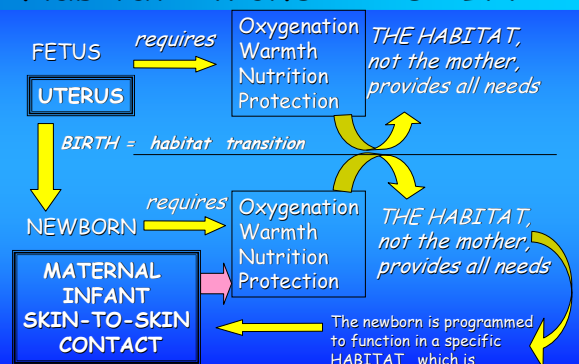 FETUS
requires
Oxygenation
Warmth
Nutrition
Protection
THE HABITAT,
not the mother,
provides all needs
UTERUS
BIRTH = habitat transition
NEWBORN
requires
Oxygenation
Warmth
Nutrition
Protection
THE HABITAT,
not the mother,
provides all needs
MATERNAL
INFANT
SKIN-TO-SKIN
CONTACT
The newborn is programmed
to function in a specific
HABITAT which is